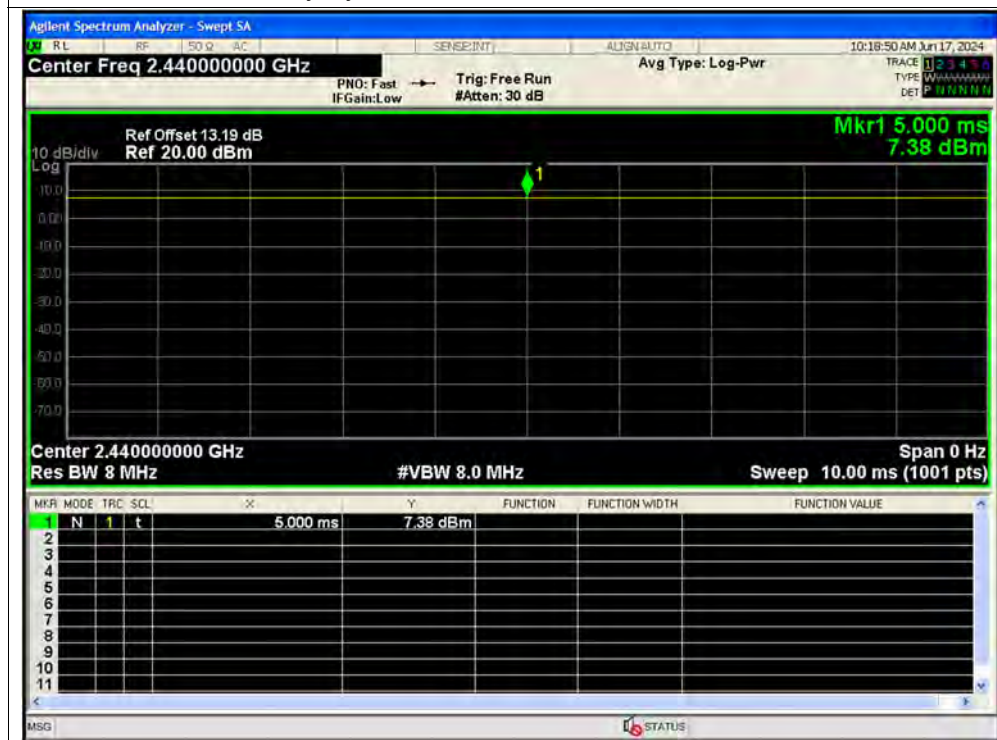 Agilent Spectrum Analyzer - Swept SA
RL RF 50 Ω AC SENSE:INT ALIGN AUTO 10:18:50 AM Jun 17, 2024
Center Freq 2.440000000 GHz Avg Type: Log-Pwr TRACE 1 2 3 4 5 6
PNO: Fast Trig: Free Run TYPE WWWWWW
IFGain:Low #Atten: 30 dB DET P N N N N N
Mkr1 5.000 ms
Ref Offset 13.19 dB
10 dB/div Ref 20.00 dBm 7.38 dBm
Log
1
10.0
0.00
-10.0
-20.0
-30.0
-40.0
-50.0
-60.0
-70.0
Center 2.440000000 GHz Span 0 Hz
Res BW 8 MHz #VBW 8.0 MHz Sweep 10.00 ms (1001 pts)
MKR MODE TRC SCL X Y FUNCTION FUNCTION WIDTH FUNCTION VALUE
1 N 1 t 5.000 ms 7.38 dBm
2
3
4
5
6
7
8
9
10
11
MSG STATUS